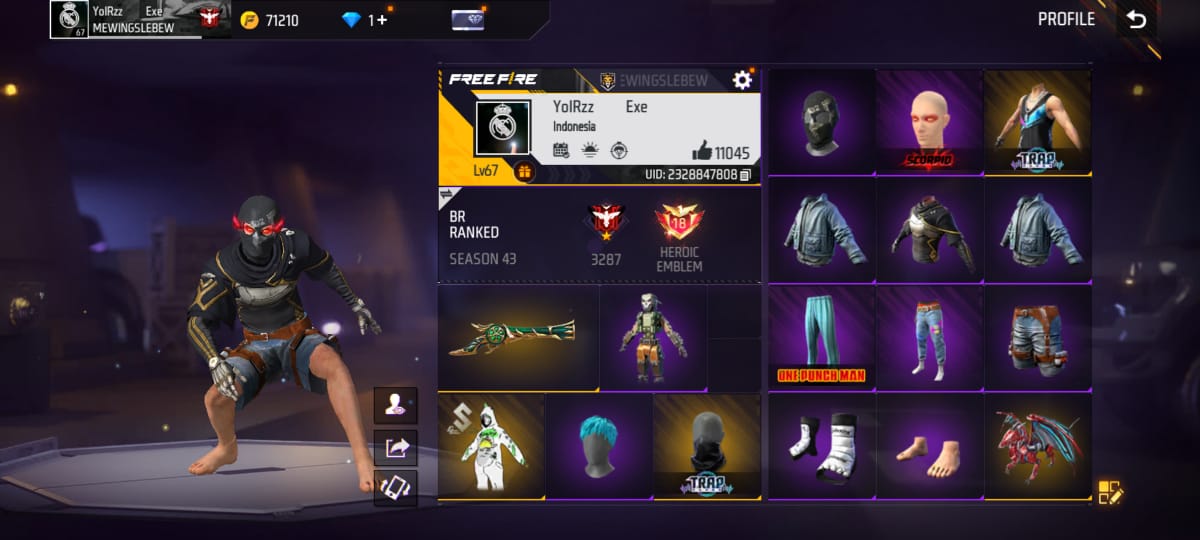 YolRzz Exe
67
MEWINGSLEBEW
71210
1+
PROFILE
FREE FIRE
EWINGSLEBEW
YolRzz Exe
Indonesia
11045
Lv67
UID: 2328847808
BR
RANKED
SEASON 43
3287
18
HEROIC
EMBLEM
SCORPIO
TRAP
ONE PUNCH MAN
S
TRAP